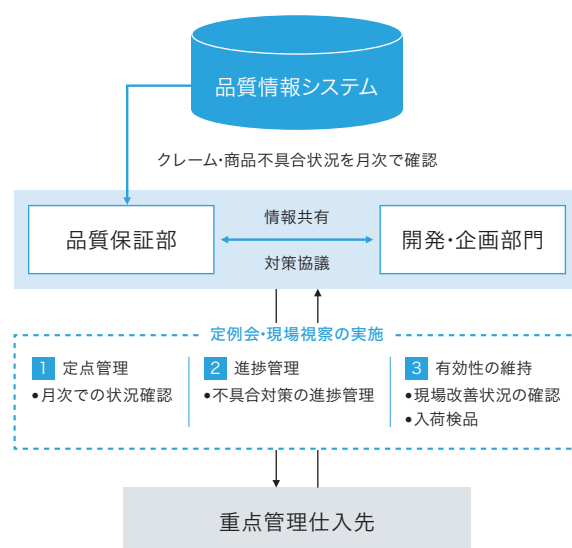 品質情報システム
クレーム・商品不具合状況を月次で確認
品質保証部
情報共有
対策協議
開発・企画部門
定例会・現場視察の実施
1 定点管理
●月次での状況確認
2 進捗管理
●不具合対策の進捗管理
3 有効性の維持
●現場改善状況の確認
●入荷検品
重点管理仕入先